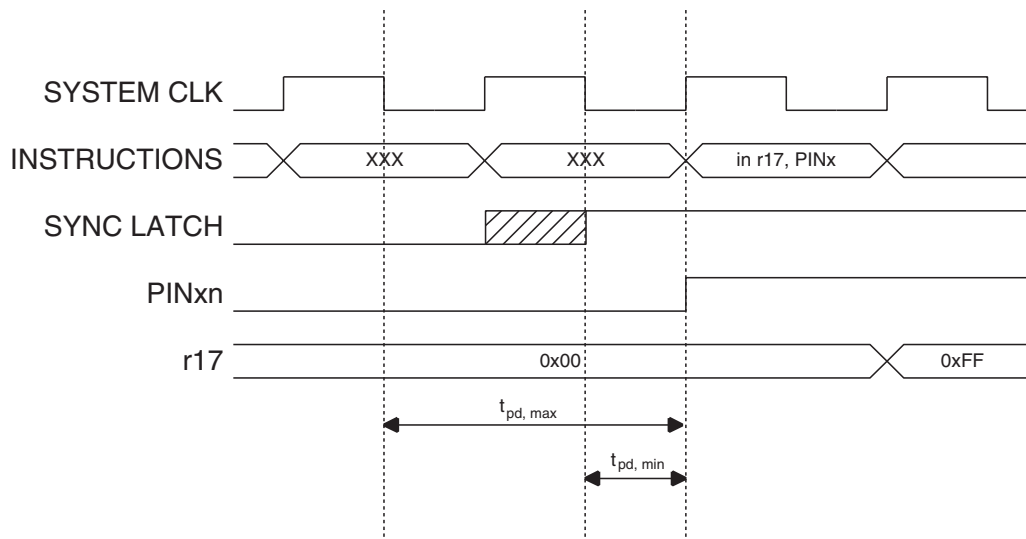 SYSTEM CLK
INSTRUCTIONS XXX XXX in r17, PINx
SYNC LATCH
PINxn
r17 0x00 0xFF
tpd, max
tpd, min